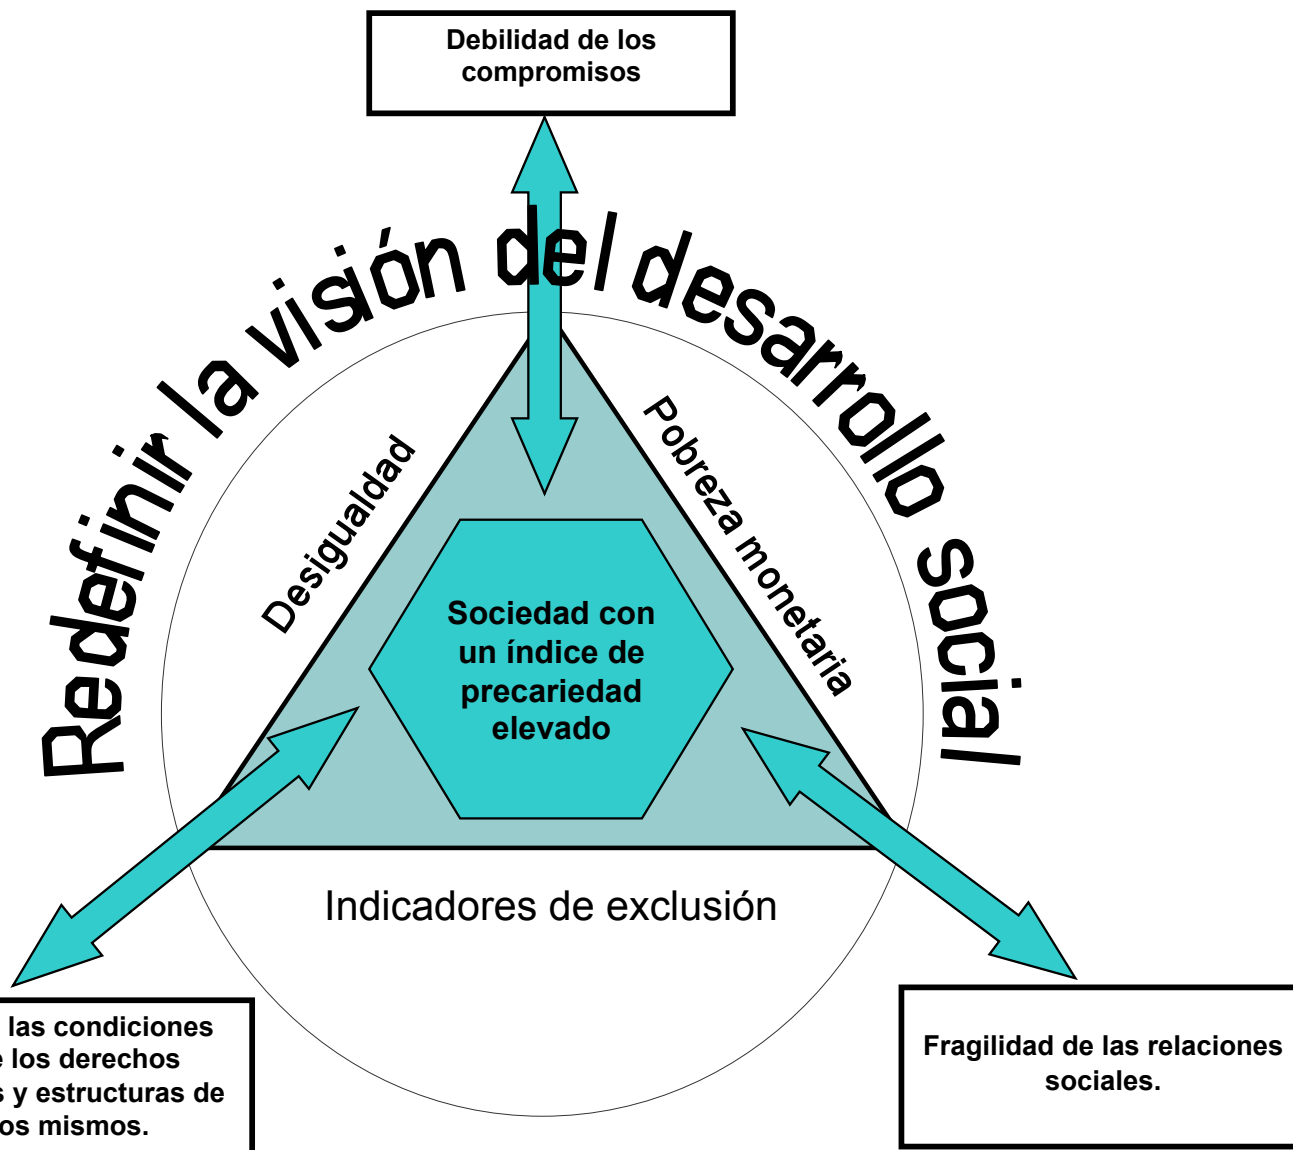 Debilidad de los
compromisos
Redefinir la visión del desarrollo social
Desigualdad
Pobreza monetaria
Sociedad con
un índice de
precariedad
elevado
Indicadores de exclusión
las condiciones
los derechos
y estructuras de
mismos.
Fragilidad de las relaciones
sociales.